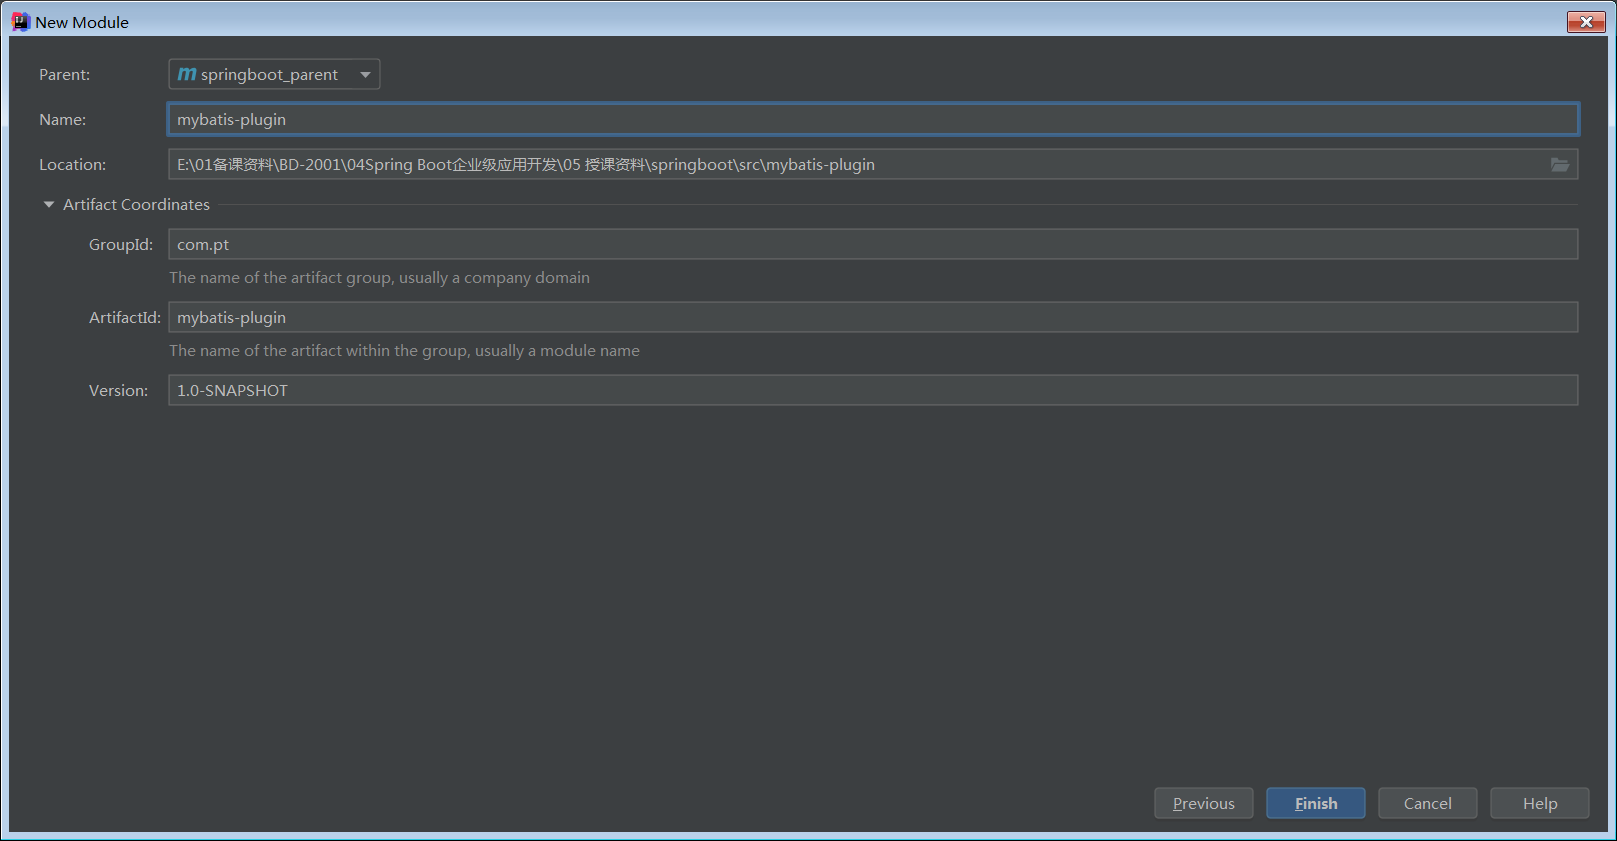 New Module
Parent: m springboot_parent
Name: mybatis-plugin
Location: E:\01备课资料\BD-2001\04Spring Boot企业级应用开发\05 授课资料\springboot\src\mybatis-plugin
Artifact Coordinates
GroupId: com.pt
The name of the artifact group, usually a company domain
ArtifactId: mybatis-plugin
The name of the artifact within the group, usually a module name
Version: 1.0-SNAPSHOT
Previous Finish Cancel Help